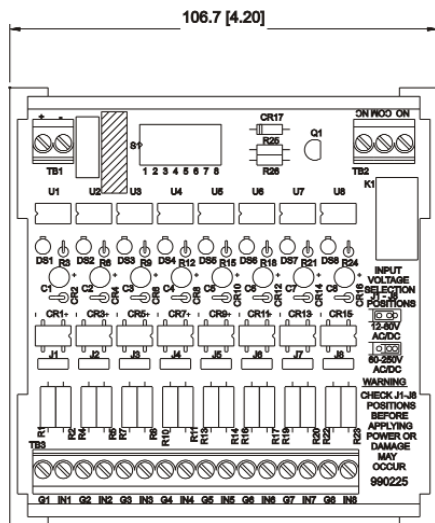 106.7 [4.20]
+ -
TB1
S1
1 2 3 4 5 6 7 8
CR17
R25
R26
Q1
NO COM NC
TB2
K1
U1 U2 U3 U4 U5 U6 U7 U8
DS1 R3 DS2 R6 DS3 R9 DS4 R12 DS5 R15 DS6 R18 DS7 R21 DS8 R24
C1 + C2 + C3 + C4 + C5 + C6 + C7 + C8 +
CR2 CR4 CR6 CR8 CR10 CR12 CR14 CR16
- CR1+ - CR3+ - CR5+ - CR7+ - CR9+ - CR11+ - CR13+ - CR15+
J1 J2 J3 J4 J5 J6 J7 J8
R1 R2 R4 R5 R7 R8 R10 R11 R13 R14 R16 R17 R19 R20 R22 R23
TB3
G1 IN1 G2 IN2 G3 IN3 G4 IN4 G5 IN5 G6 IN6 G7 IN7 G8 IN8
INPUT
VOLTAGE
SELECTION
POSITIONS
J1 - J8
12-60V
AC/DC
60-250V
AC/DC
WARNING
CHECK J1-J8
POSITIONS
BEFORE
APPLYING
POWER OR
DAMAGE
MAY
OCCUR
990225